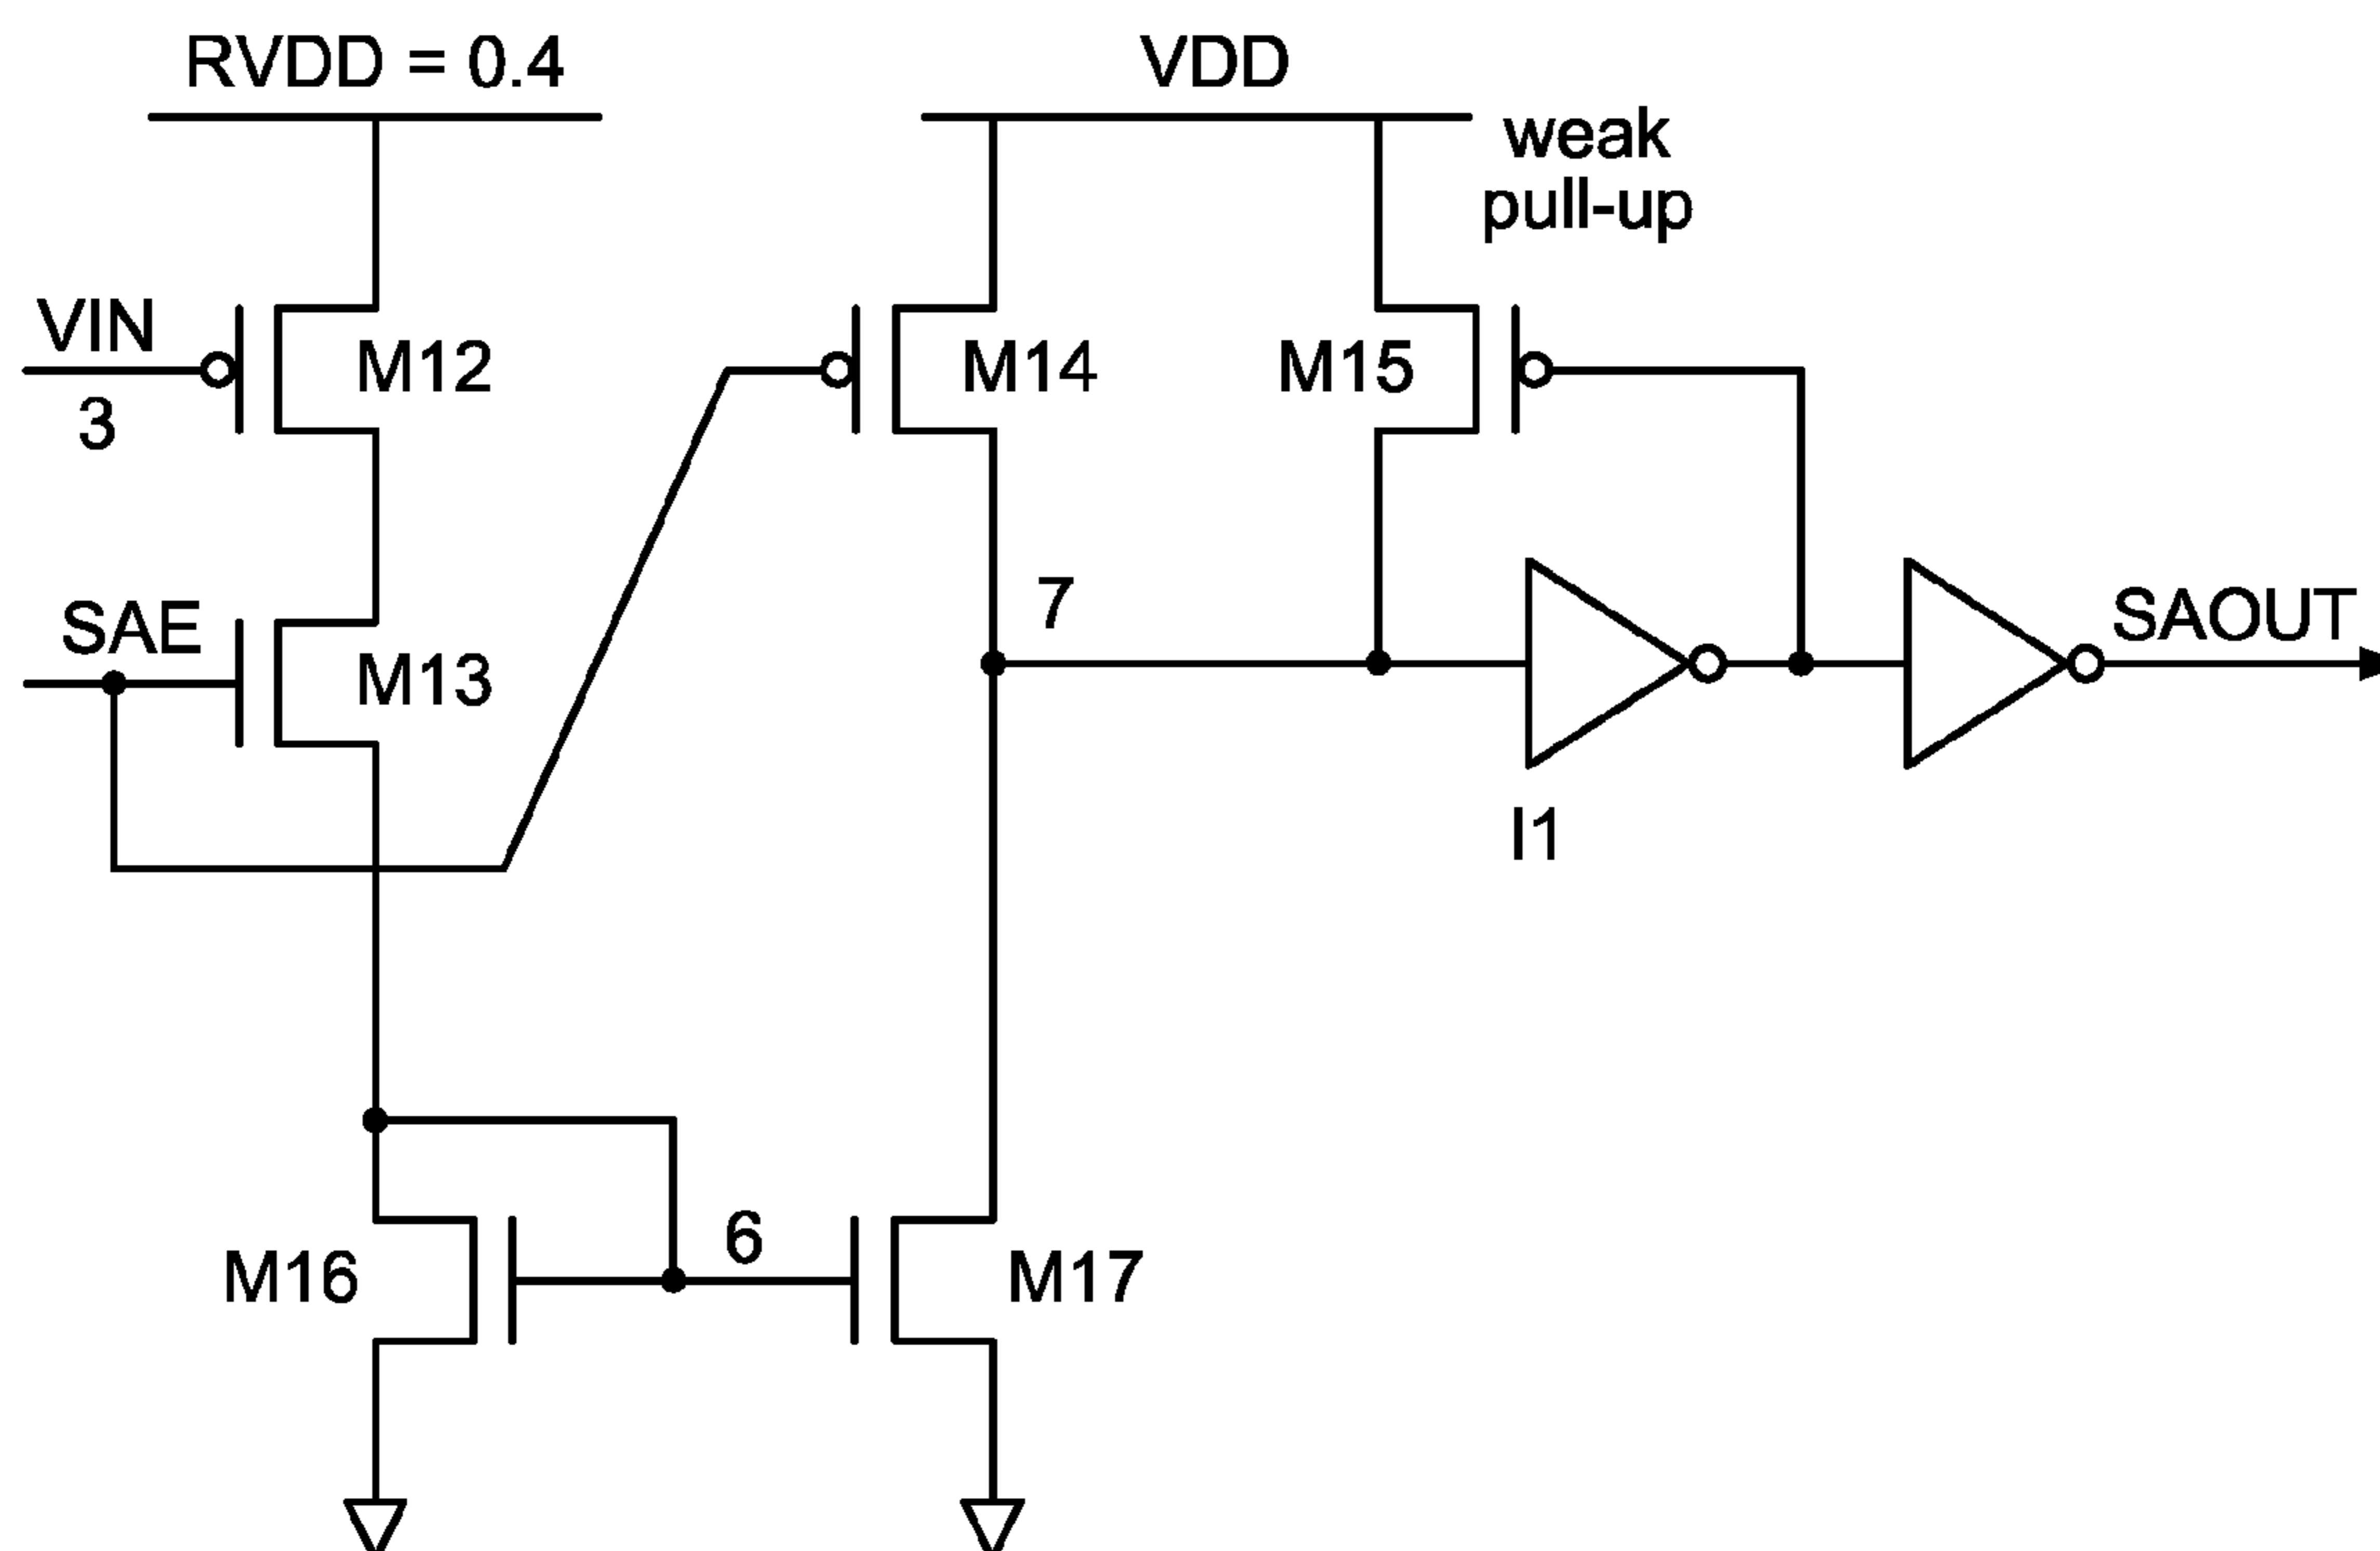 RVDD = 0.4
VDD
weak
pull-up
VIN
3
M12
M14
M15
SAE
M13
7
SAOUT
I1
M16
6
M17